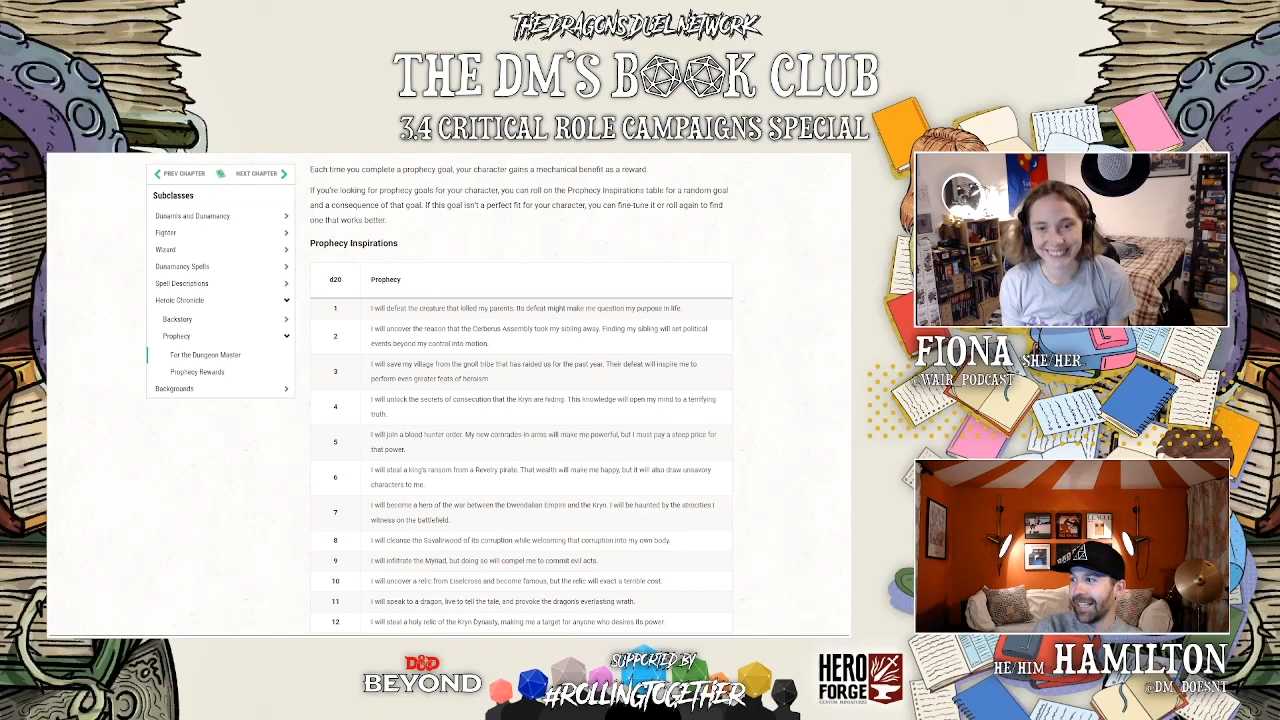 THE DRAGONS DUEL NETWORK
THE DM'S BOOK CLUB
3.4 CRITICAL ROLE CAMPAIGNS SPECIAL
PREV CHAPTER
NEXT CHAPTER
Subclasses
Dunamis and Dunamancy
Fighter
Wizard
Dunamancy Spells
Spell Descriptions
Heroic Chronicle
Backstory
Prophecy
For the Dungeon Master
Prophecy Rewards
Backgrounds
Each time you complete a prophecy goal, your character gains a mechanical benefit as a reward.
If you're looking for prophecy goals for your character, you can roll on the Prophecy Inspirations table for a random goal
and a consequence of that goal. If this goal isn't a perfect fit for your character, you can fine-tune it or roll again to find
one that works better.
Prophecy Inspirations
d20 Prophecy
1 I will defeat the creature that killed my parents. Its defeat might make me question my purpose in life.
2 I will uncover the reason that the Cerberus Assembly took my sibling away. Finding my sibling will set political
events beyond my control into motion.
3 I will save my village from the gnoll tribe that has raided us for the past year. Their defeat will inspire me to
perform even greater feats of heroism
4 I will unlock the secrets of consecution that the Kryn are hiding. This knowledge will open my mind to a terrifying
truth.
5 I will join a blood hunter order. My new comrades in arms will make me powerful, but I must pay a steep price for
that power.
6 I will steal a king's ransom from a Revelry pirate. That wealth will make me happy, but it will also draw unsavory
characters to me.
7 I will become a hero of the war between the Dwendalian Empire and the Kryn. I will be haunted by the atrocities I
witness on the battlefield.
8 I will cleanse the Savalirwood of its corruption while welcoming that corruption into my own body.
9 I will infiltrate the Myriad, but doing so will compel me to commit evil acts.
10 I will uncover a relic from Eiselcross and become famous, but the relic will exact a terrible cost.
11 I will speak to a dragon, live to tell the tale, and provoke the dragon's everlasting wrath.
12 I will steal a holy relic of the Kryn Dynasty, making me a target for anyone who desires its power.
FIONA SHE/HER
@WAIR_PODCAST
HE/HIM HAMILTON
@DM_DOESNT
D&D
BEYOND
SUPPORTED BY
#ROLLINGTOGETHER
HERO
FORGE
CUSTOM MINIATURES